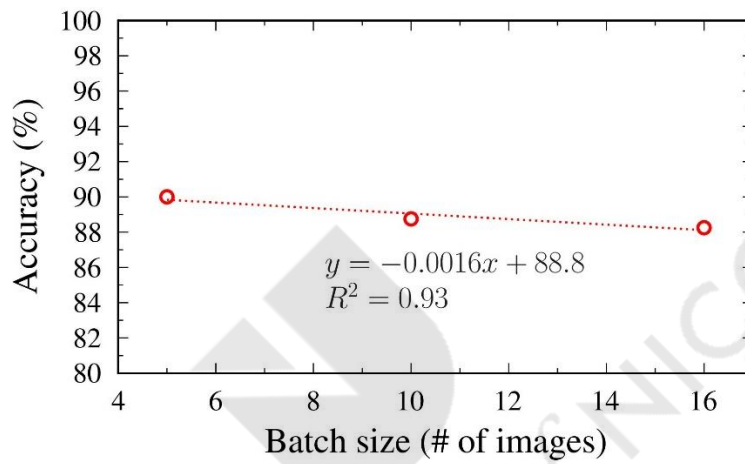 100
98
96
94
92
90
88
86
84
82
80
Accuracy (%)
y = −0.0016x + 88.8
R² = 0.93
4 6 8 10 12 14 16
Batch size (# of images)